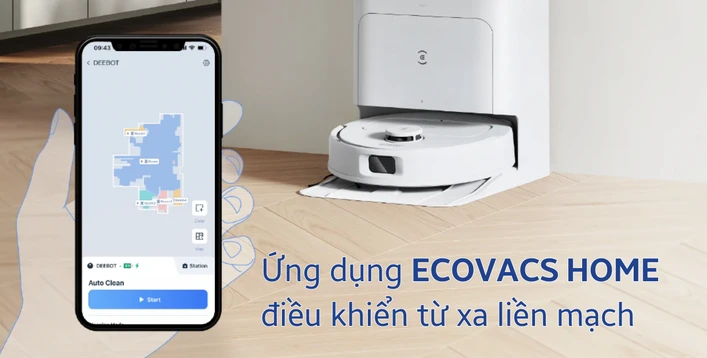 09:43
DEEBOT
DEEBOT
Station
Auto Clean
Start
Ứng dụng ECOVACS HOME
điều khiển từ xa liền mạch